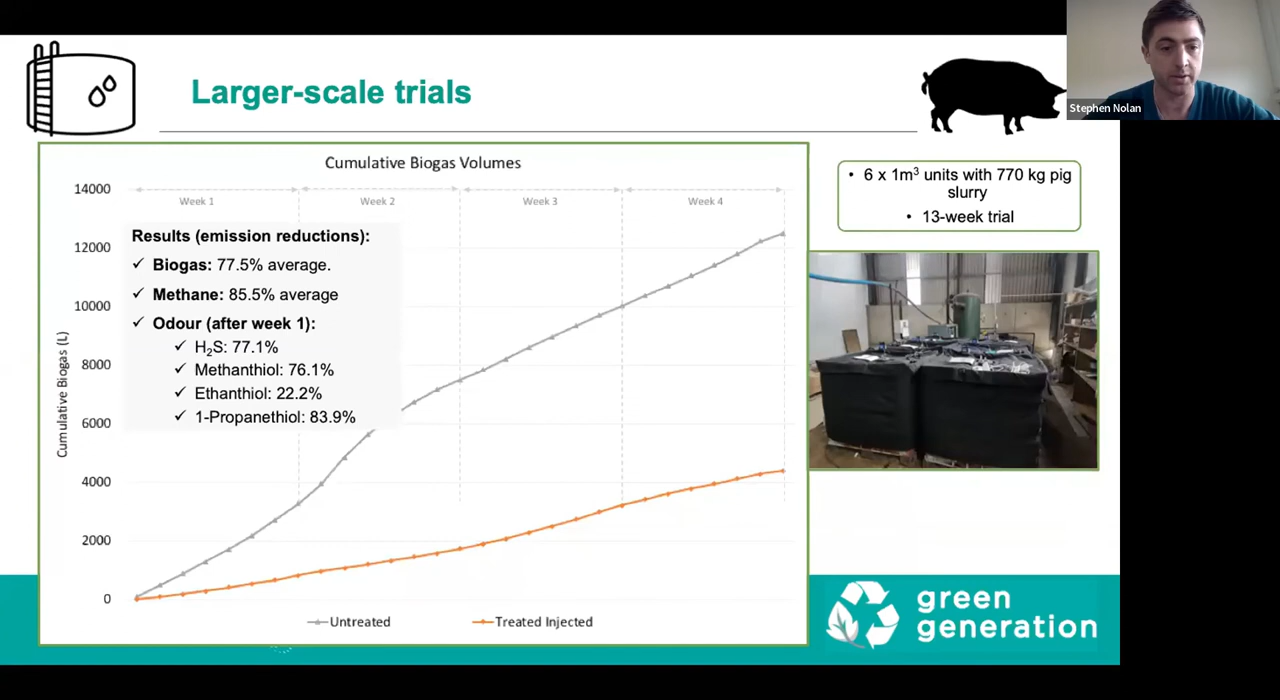 Larger-scale trials
Stephen Nolan
Cumulative Biogas Volumes
14000
12000
10000
8000
6000
4000
2000
0
Cumulative Biogas (L)
Week 1
Week 2
Week 3
Week 4
Results (emission reductions):
✓ Biogas: 77.5% average.
✓ Methane: 85.5% average
✓ Odour (after week 1):
✓ H₂S: 77.1%
✓ Methanthiol: 76.1%
✓ Ethanthiol: 22.2%
✓ 1-Propanethiol: 83.9%
Untreated
Treated Injected
• 6 x 1m³ units with 770 kg pig
slurry
• 13-week trial
green
generation